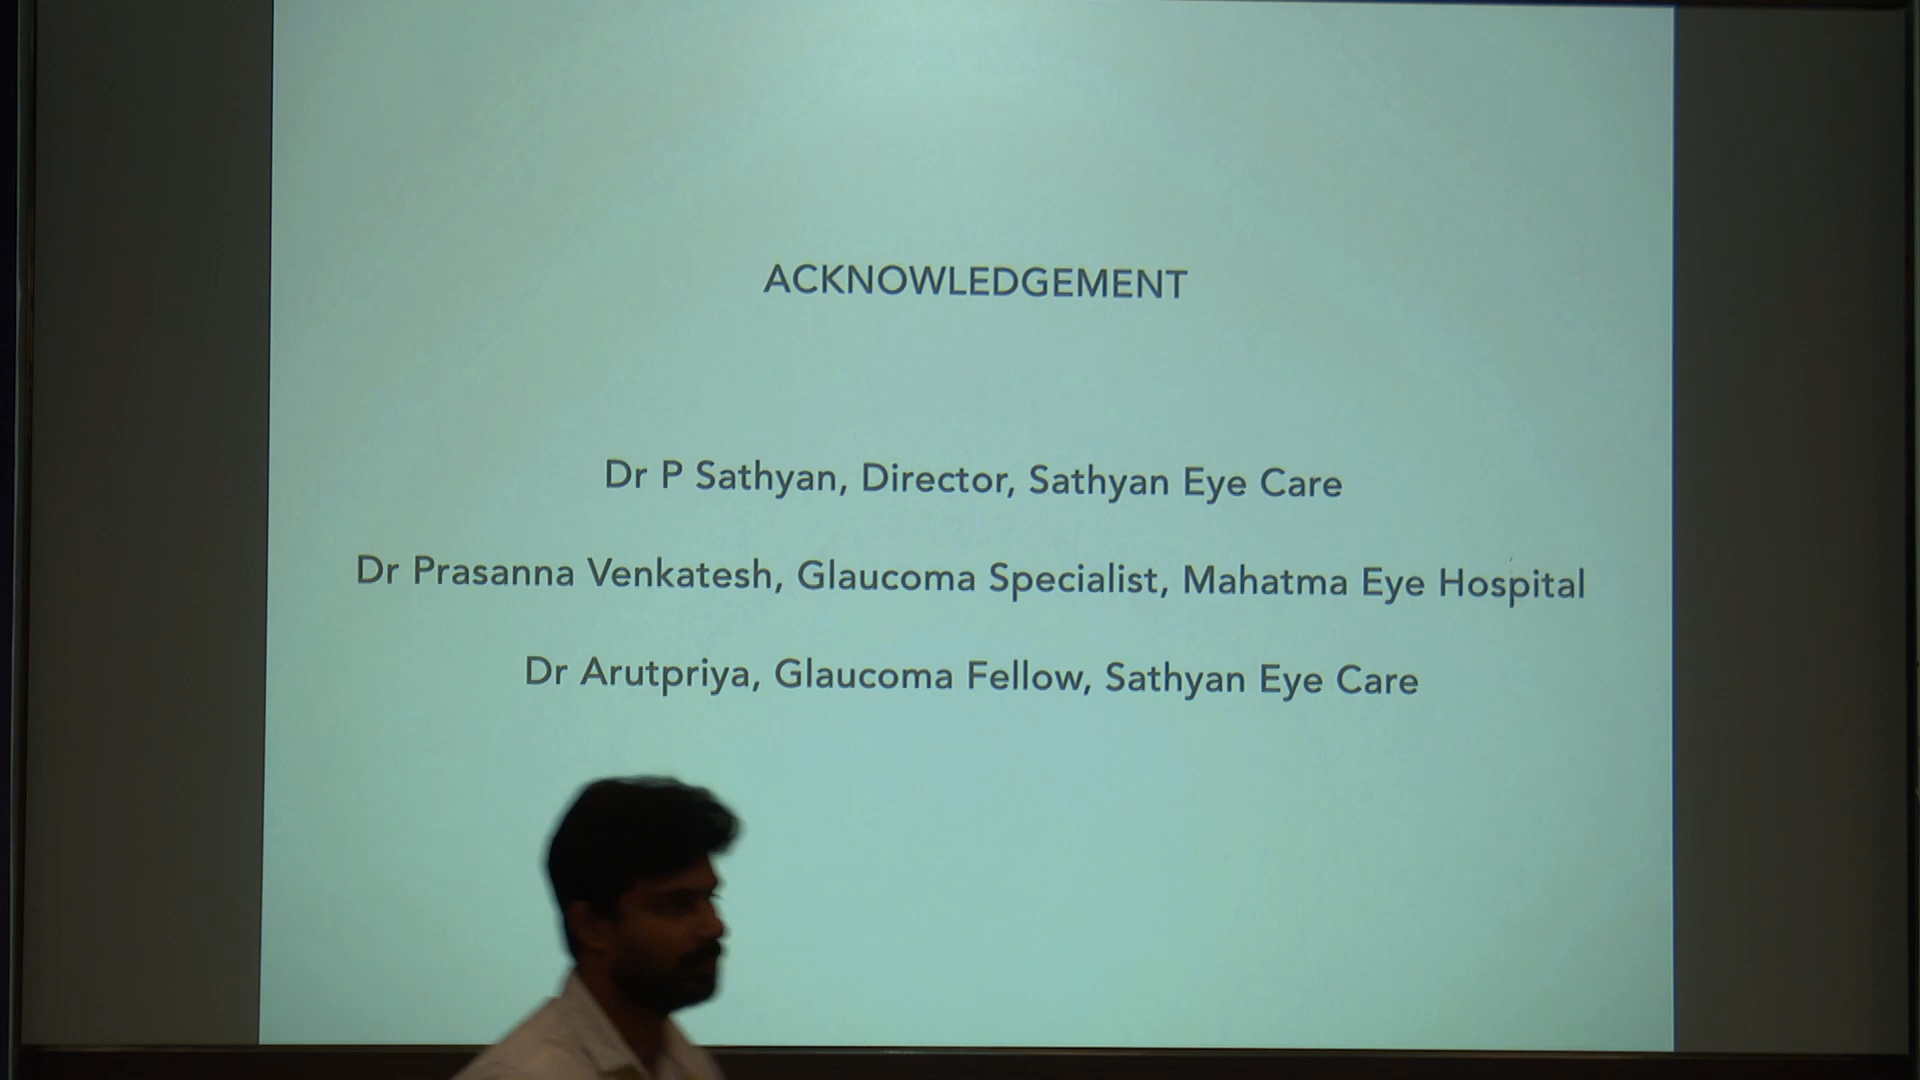 ACKNOWLEDGEMENT
Dr P Sathyan, Director, Sathyan Eye Care
Dr Prasanna Venkatesh, Glaucoma Specialist, Mahatma Eye Hospital
Dr Arutpriya, Glaucoma Fellow, Sathyan Eye Care